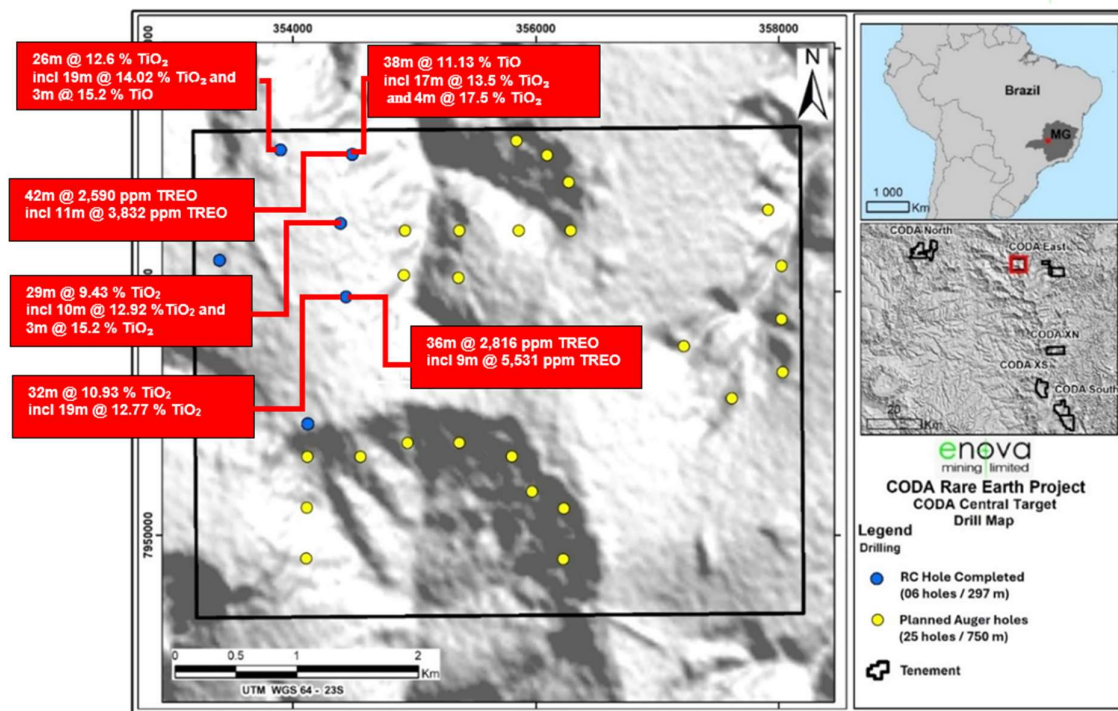 354000
356000
358000
26m @ 12.6 % TiO₂
incl 19m @ 14.02 % TiO₂ and
3m @ 15.2 % TiO
38m @ 11.13 % TiO
incl 17m @ 13.5 % TiO₂
and 4m @ 17.5 % TiO₂
N
42m @ 2,590 ppm TREO
incl 11m @ 3,832 ppm TREO
29m @ 9.43 % TiO₂
incl 10m @ 12.92 %TiO₂ and
3m @ 15.2 % TiO₂
36m @ 2,816 ppm TREO
incl 9m @ 5,531 ppm TREO
32m @ 10.93 % TiO₂
incl 19m @ 12.77 % TiO₂
7950000
0 0.5 1 2
Km
UTM WGS 64 - 23S
Brazil
MG
1 000
Km
CODA North
CODA East
CODA XN
CODA XS
CODA South
20
Km
enova
mining limited
CODA Rare Earth Project
CODA Central Target
Drill Map
Legend
Drilling
RC Hole Completed
(06 holes / 297 m)
Planned Auger holes
(25 holes / 750 m)
Tenement